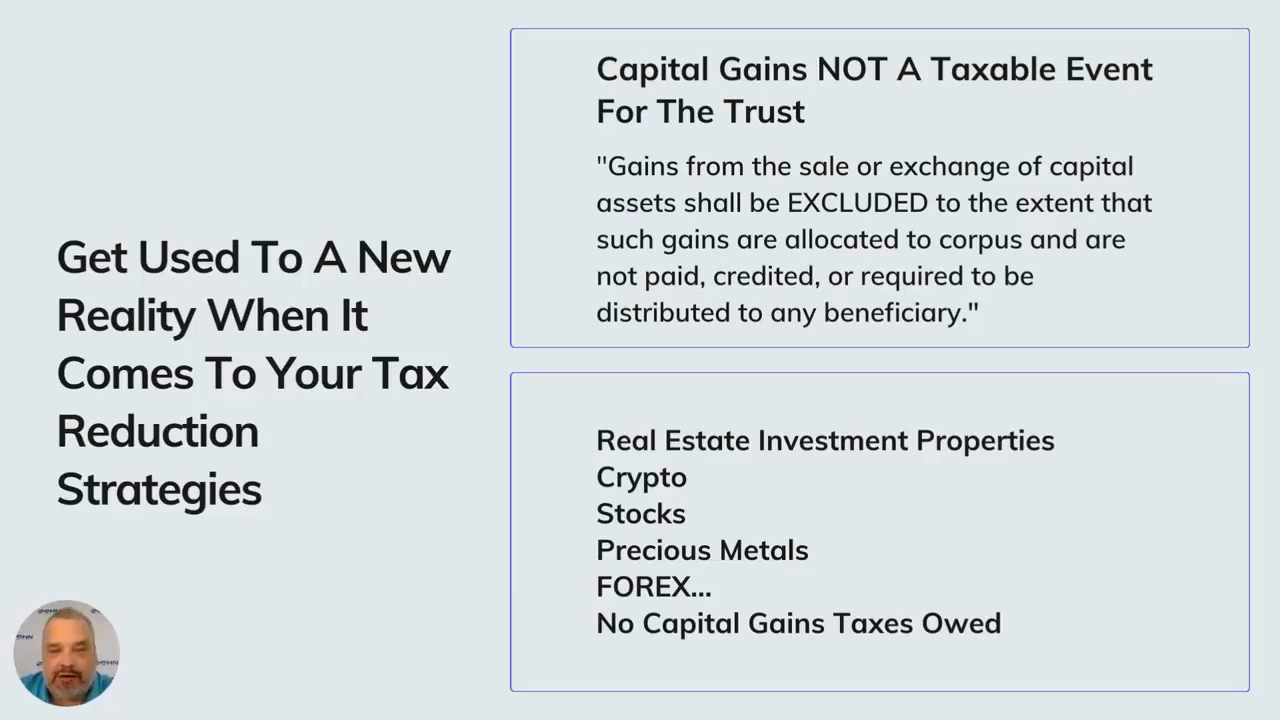 Get Used To A New
Reality When It
Comes To Your Tax
Reduction
Strategies
Capital Gains NOT A Taxable Event
For The Trust
"Gains from the sale or exchange of capital
assets shall be EXCLUDED to the extent that
such gains are allocated to corpus and are
not paid, credited, or required to be
distributed to any beneficiary."
Real Estate Investment Properties
Crypto
Stocks
Precious Metals
FOREX...
No Capital Gains Taxes Owed